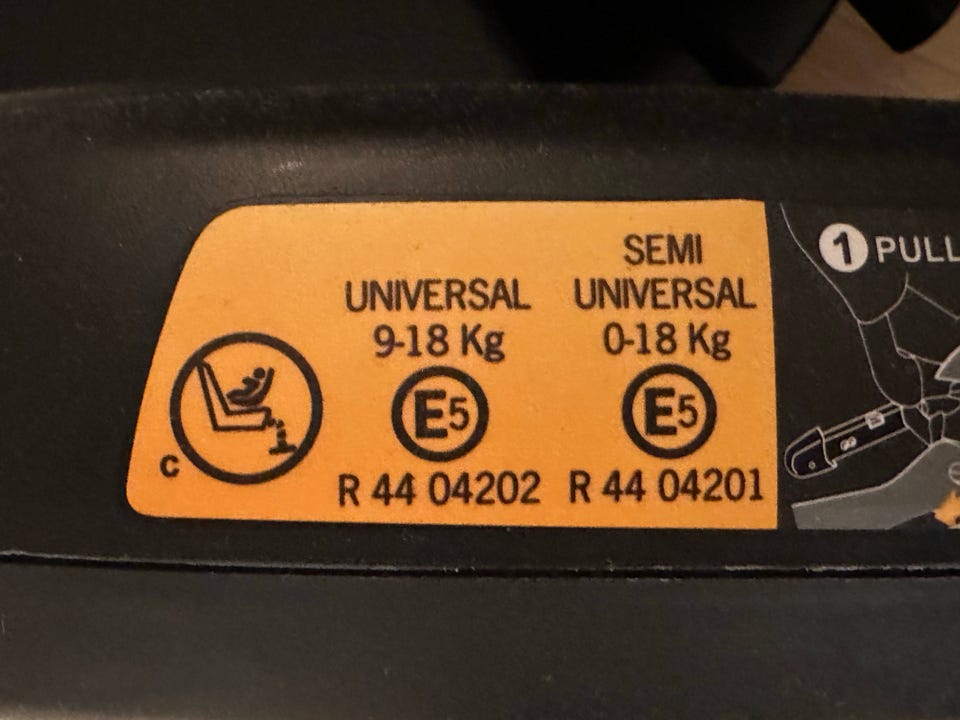 UNIVERSAL
9-18 Kg
E5
R 44 04202
SEMI
UNIVERSAL
0-18 Kg
E5
R 44 04201
C
1 PULL